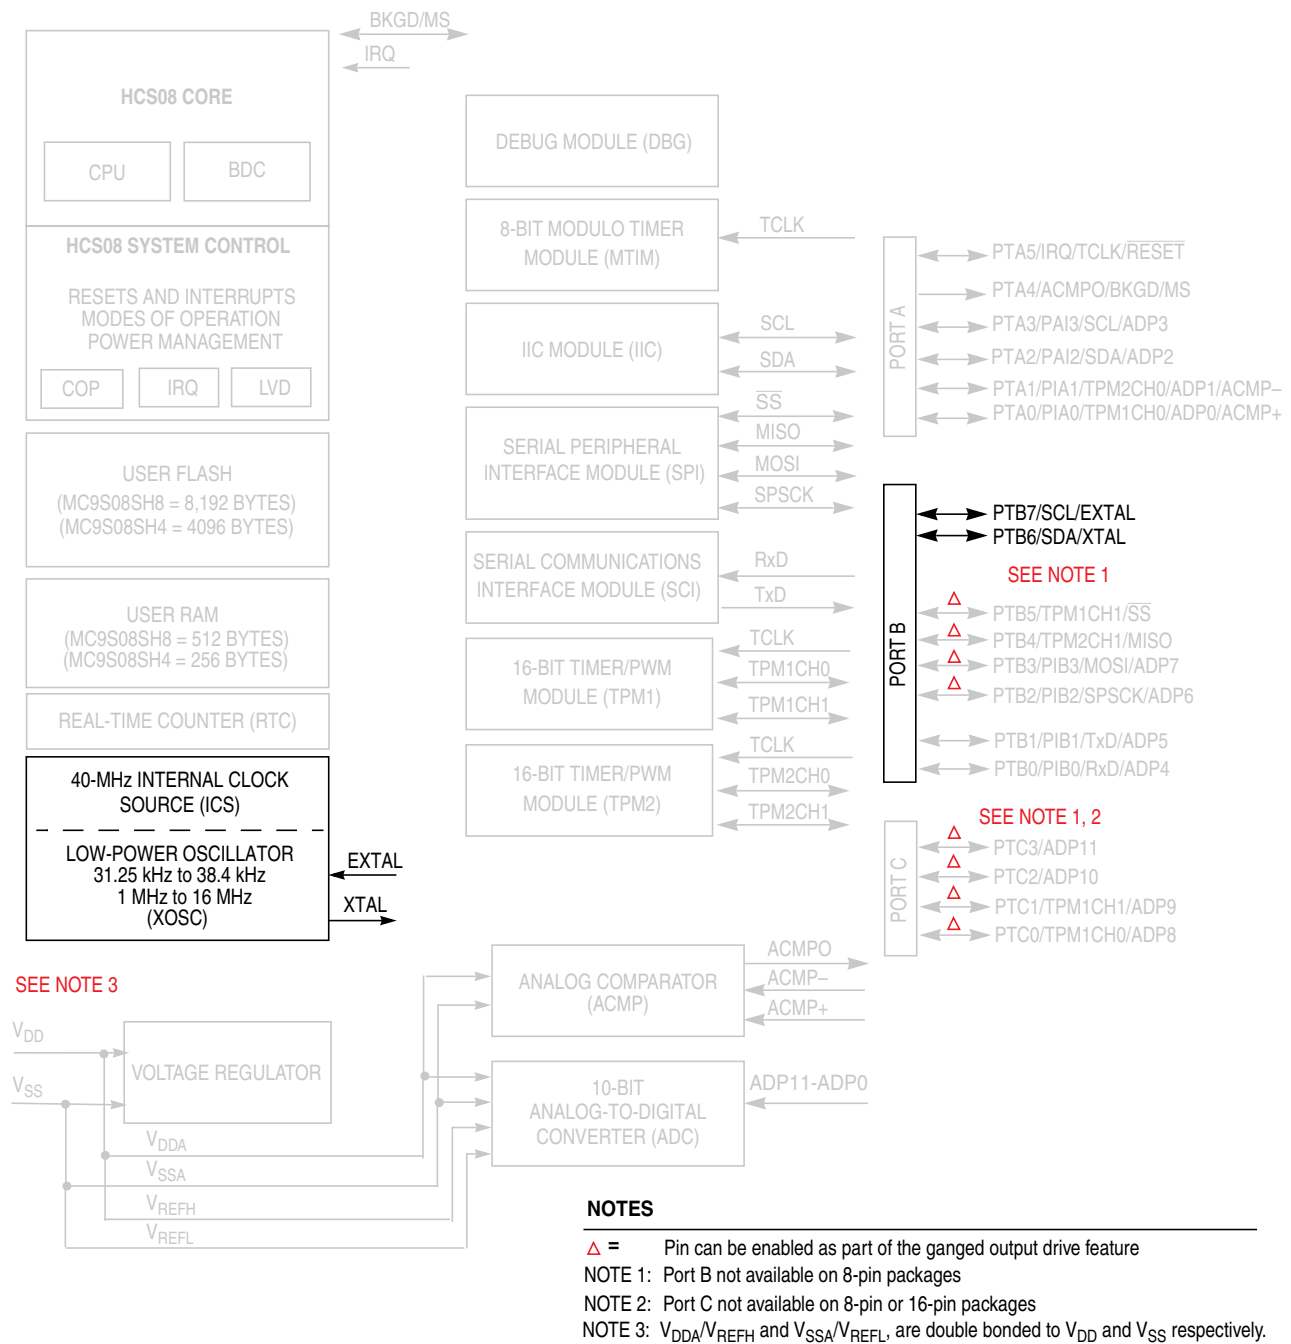 BKGD/MS
IRQ
HCS08 CORE
CPU
BDC
HCS08 SYSTEM CONTROL
RESETS AND INTERRUPTS
MODES OF OPERATION
POWER MANAGEMENT
COP
IRQ
LVD
USER FLASH
(MC9S08SH8 = 8,192 BYTES)
(MC9S08SH4 = 4096 BYTES)
USER RAM
(MC9S08SH8 = 512 BYTES)
(MC9S08SH4 = 256 BYTES)
REAL-TIME COUNTER (RTC)
40-MHz INTERNAL CLOCK
SOURCE (ICS)
LOW-POWER OSCILLATOR
31.25 kHz to 38.4 kHz
1 MHz to 16 MHz
(XOSC)
EXTAL
XTAL
SEE NOTE 3
VDD
VSS
VOLTAGE REGULATOR
VDDA
VSSA
VREFH
VREFL
DEBUG MODULE (DBG)
8-BIT MODULO TIMER
MODULE (MTIM)
TCLK
IIC MODULE (IIC)
SCL
SDA
SERIAL PERIPHERAL
INTERFACE MODULE (SPI)
SS
MISO
MOSI
SPSCK
SERIAL COMMUNICATIONS
INTERFACE MODULE (SCI)
RxD
TxD
16-BIT TIMER/PWM
MODULE (TPM1)
TCLK
TPM1CH0
TPM1CH1
16-BIT TIMER/PWM
MODULE (TPM2)
TCLK
TPM2CH0
TPM2CH1
ANALOG COMPARATOR
(ACMP)
ACMPO
ACMP–
ACMP+
10-BIT
ANALOG-TO-DIGITAL
CONVERTER (ADC)
ADP11-ADP0
PORT A
PTA5/IRQ/TCLK/RESET
PTA4/ACMPO/BKGD/MS
PTA3/PAI3/SCL/ADP3
PTA2/PAI2/SDA/ADP2
PTA1/PIA1/TPM2CH0/ADP1/ACMP–
PTA0/PIA0/TPM1CH0/ADP0/ACMP+
PORT B
PTB7/SCL/EXTAL
PTB6/SDA/XTAL
SEE NOTE 1
Δ PTB5/TPM1CH1/SS
Δ PTB4/TPM2CH1/MISO
Δ PTB3/PIB3/MOSI/ADP7
Δ PTB2/PIB2/SPSCK/ADP6
PTB1/PIB1/TxD/ADP5
PTB0/PIB0/RxD/ADP4
SEE NOTE 1, 2
PORT C
Δ PTC3/ADP11
Δ PTC2/ADP10
Δ PTC1/TPM1CH1/ADP9
Δ PTC0/TPM1CH0/ADP8
NOTES
Δ = Pin can be enabled as part of the ganged output drive feature
NOTE 1: Port B not available on 8-pin packages
NOTE 2: Port C not available on 8-pin or 16-pin packages
NOTE 3: VDDA/VREFH and VSSA/VREFL, are double bonded to VDD and VSS respectively.